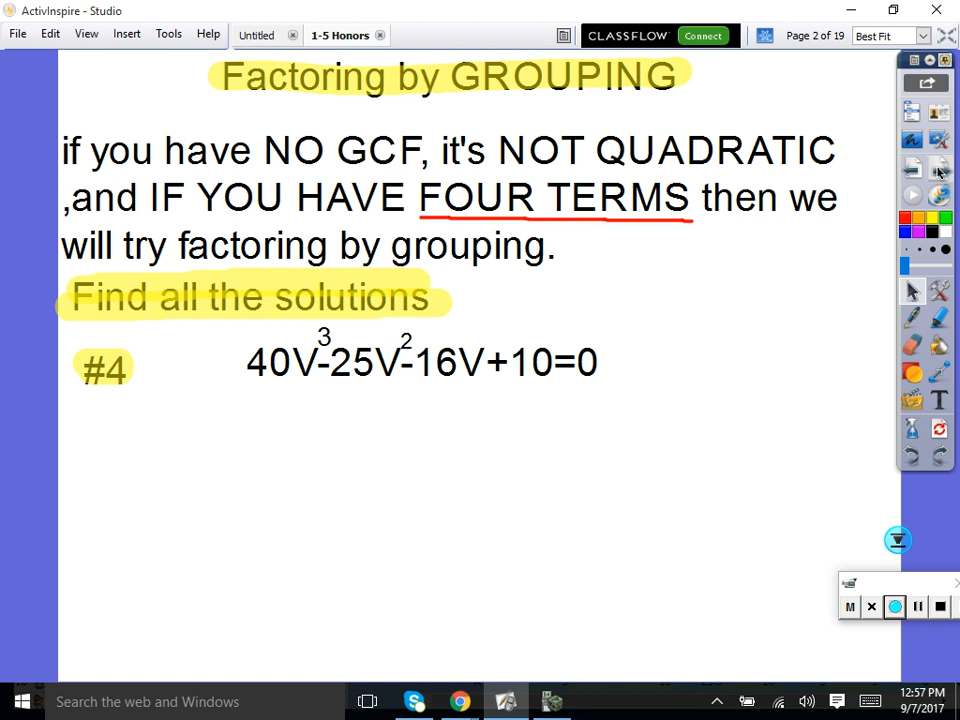 ActivInspire - Studio
File Edit View Insert Tools Help Untitled 1-5 Honors CLASSFLOW Connect Page 2 of 19 Best Fit
Factoring by GROUPING
if you have NO GCF, it's NOT QUADRATIC
,and IF YOU HAVE FOUR TERMS then we
will try factoring by grouping.
Find all the solutions
#4 40V³-25V²-16V+10=0
T
M
Search the web and Windows
12:57 PM
9/7/2017